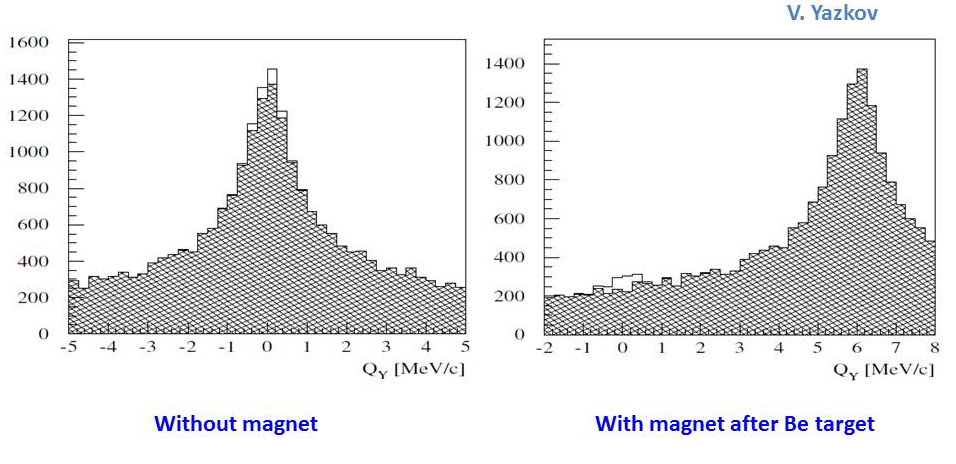 V. Yazkov
1600
1400
1200
1000
800
600
400
200
0
-5 -4 -3 -2 -1 0 1 2 3 4 5
Q_Y [MeV/c]
1400
1200
1000
800
600
400
200
0
-2 -1 0 1 2 3 4 5 6 7 8
Q_Y [MeV/c]
Without magnet
With magnet after Be target